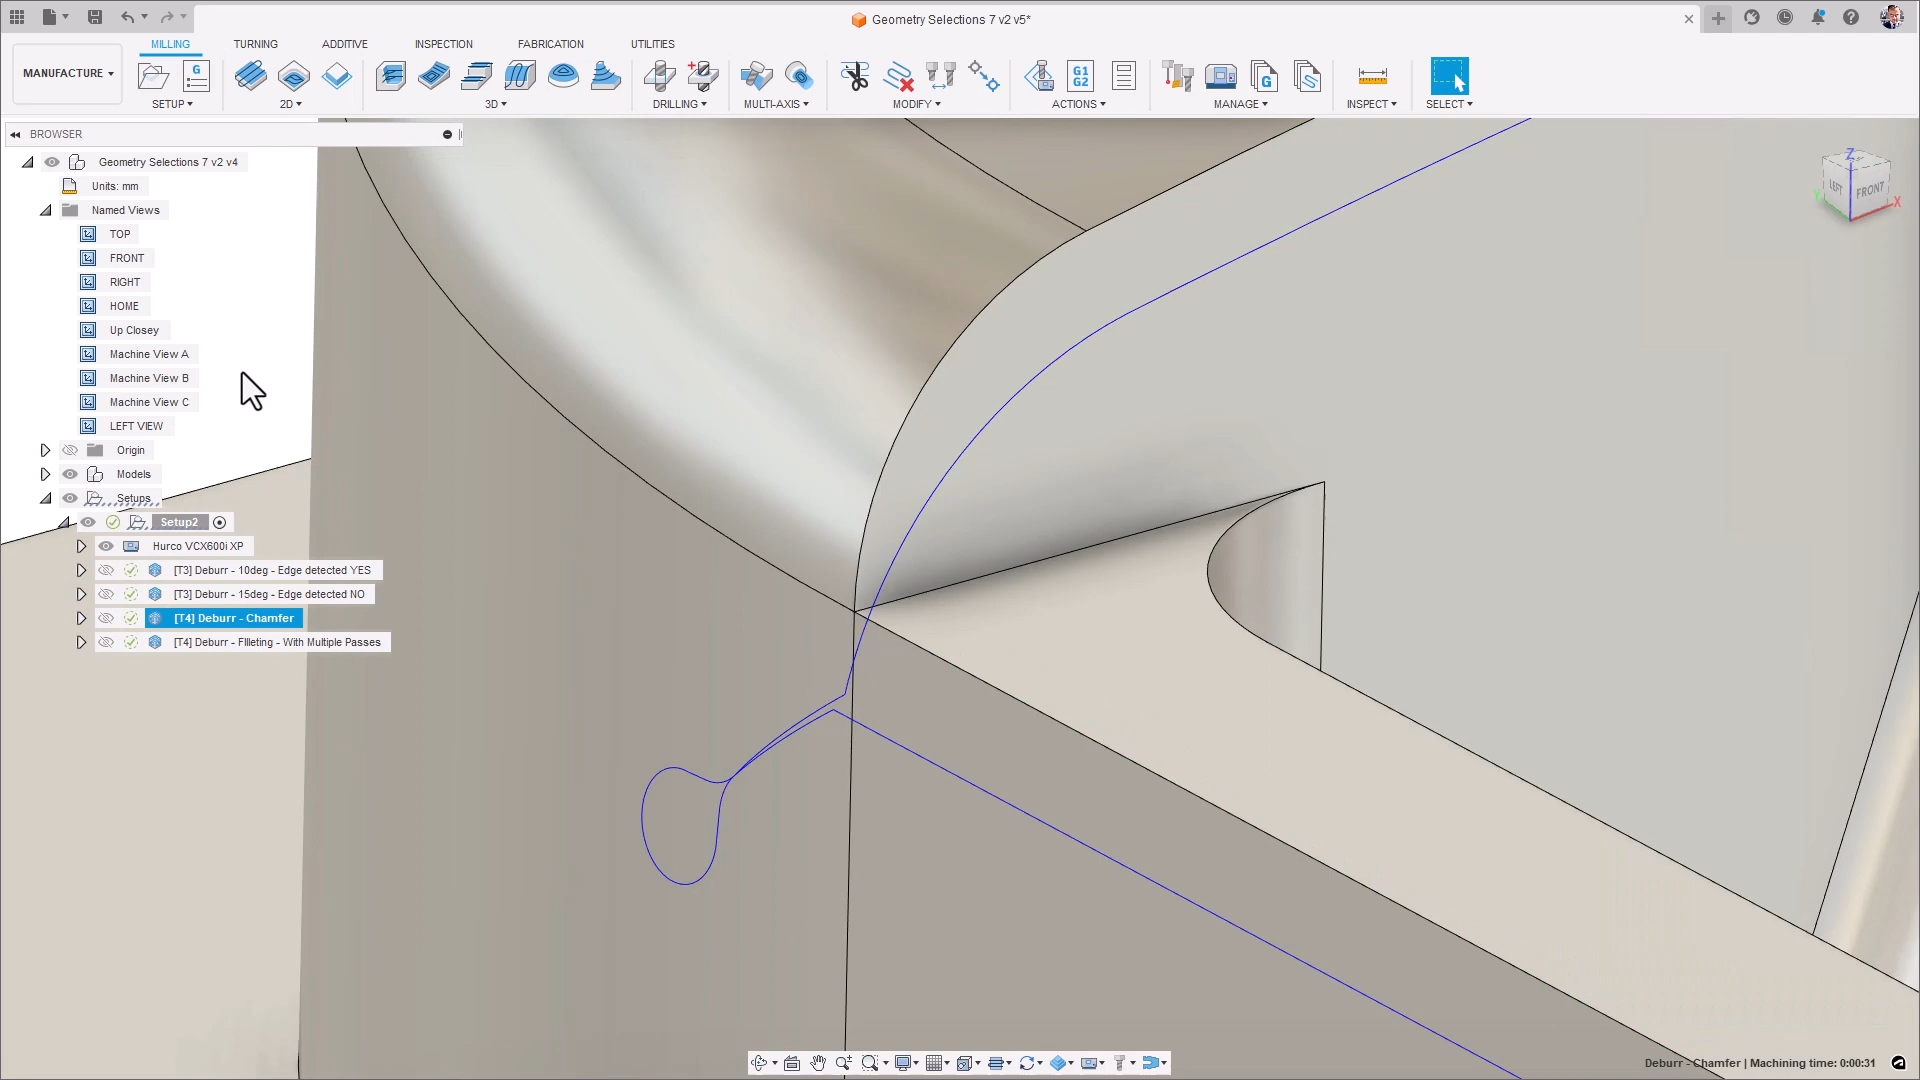 Geometry Selections 7 v2 v5*
MANUFACTURE
MILLING TURNING ADDITIVE INSPECTION FABRICATION UTILITIES
G G1 G2 G
SETUP 2D 3D DRILLING MULTI-AXIS MODIFY ACTIONS MANAGE INSPECT SELECT
BROWSER
Geometry Selections 7 v2 v4
Units: mm
Named Views
TOP
FRONT
RIGHT
HOME
Up Closey
Machine View A
Machine View B
Machine View C
LEFT VIEW
Origin
Models
Setups
Setup2
Hurco VCX600i XP
[T3] Deburr - 10deg - Edge detected YES
[T3] Deburr - 15deg - Edge detected NO
[T4] Deburr - Chamfer
[T4] Deburr - FIlleting - With Multiple Passes
Z
LEFT FRONT
Y X
Deburr - Chamfer | Machining time: 0:00:31